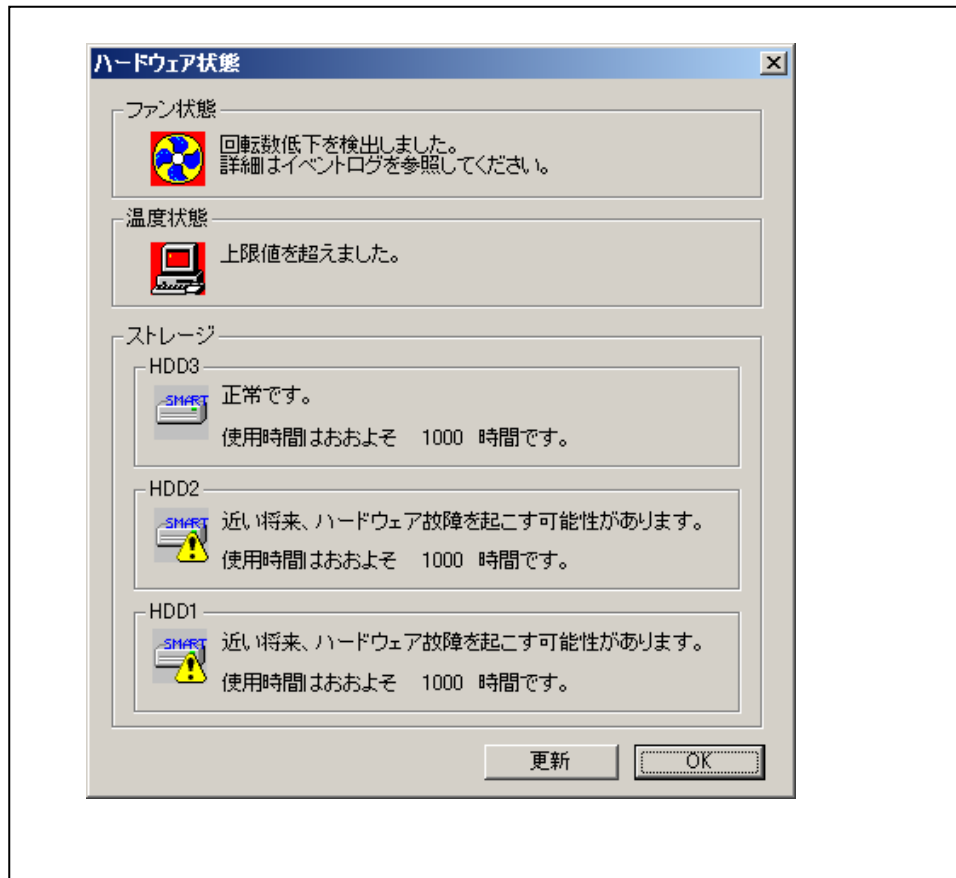 ハードウェア状態
ファン状態
回転数低下を検出しました。
詳細はイベントログを参照してください。
温度状態
上限値を超えました。
ストレージ
HDD3
SMART
正常です。
使用時間はおおよそ 1000 時間です。
HDD2
SMART
近い将来、ハードウェア故障を起こす可能性があります。
使用時間はおおよそ 1000 時間です。
HDD1
SMART
近い将来、ハードウェア故障を起こす可能性があります。
使用時間はおおよそ 1000 時間です。
更新
OK